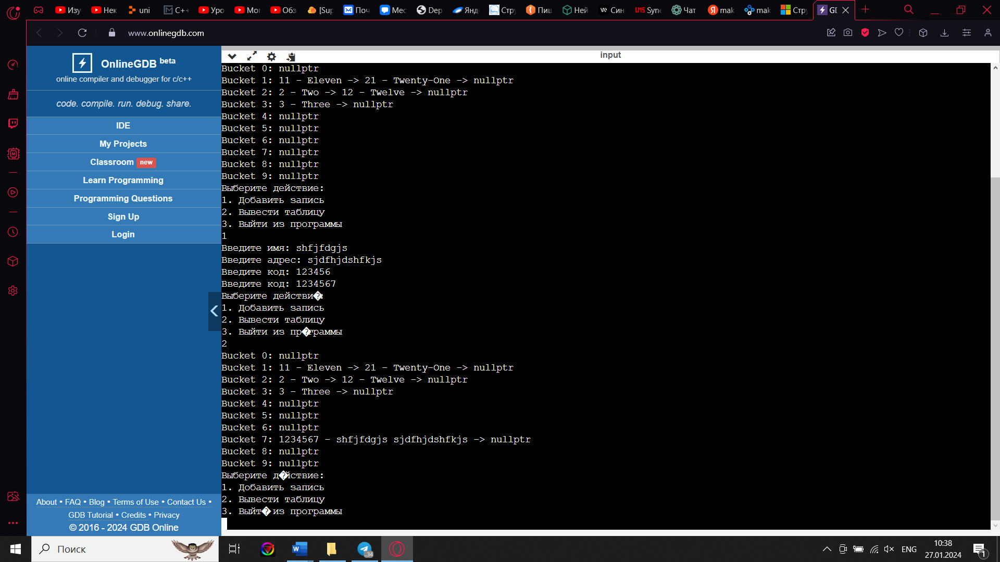 Изу
Нек
uni
C++
Уро
Мог
Обз
[Sup
Поч
Мес
Dep
Янд
Стру
Пиц
Ней
Син
LMS Syne
Чат
mak
mak
Стру
GD
www.onlinegdb.com
OnlineGDB beta
online compiler and debugger for c/c++
code. compile. run. debug. share.
IDE
My Projects
Classroom new
Learn Programming
Programming Questions
Sign Up
Login
About • FAQ • Blog • Terms of Use • Contact Us •
GDB Tutorial • Credits • Privacy
© 2016 - 2024 GDB Online
input
Bucket 0: nullptr
Bucket 1: 11 - Eleven -> 21 - Twenty-One -> nullptr
Bucket 2: 2 - Two -> 12 - Twelve -> nullptr
Bucket 3: 3 - Three -> nullptr
Bucket 4: nullptr
Bucket 5: nullptr
Bucket 6: nullptr
Bucket 7: nullptr
Bucket 8: nullptr
Bucket 9: nullptr
Выберите действие:
1. Добавить запись
2. Вывести таблицу
3. Выйти из программы
1
Введите имя: shfjfdgjs
Введите адрес: sjdfhjdshfkjs
Введите код: 123456
Введите код: 1234567
Выберите действи�:
1. Добавить запись
2. Вывести таблицу
3. Выйти из пр�граммы
2
Bucket 0: nullptr
Bucket 1: 11 - Eleven -> 21 - Twenty-One -> nullptr
Bucket 2: 2 - Two -> 12 - Twelve -> nullptr
Bucket 3: 3 - Three -> nullptr
Bucket 4: nullptr
Bucket 5: nullptr
Bucket 6: nullptr
Bucket 7: 1234567 - shfjfdgjs sjdfhjdshfkjs -> nullptr
Bucket 8: nullptr
Bucket 9: nullptr
Выберите д�йствие:
1. Добавить запись
2. Вывести таблицу
3. Выйт� из программы
Поиск
34
ENG
10:38
27.01.2024
1